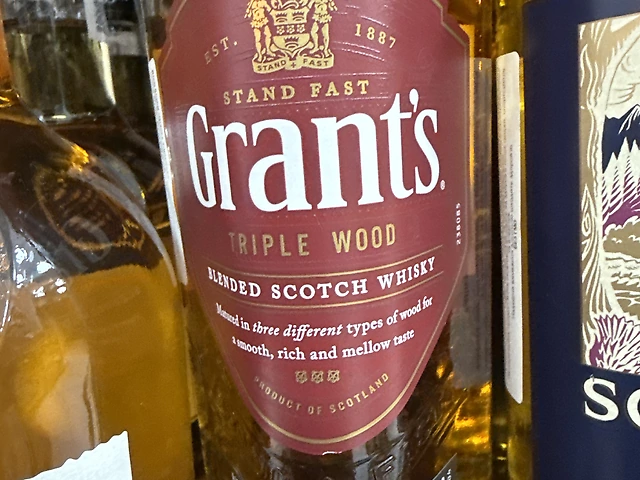 EST. 1887
STAND FAST
STAND FAST
Grant's®
TRIPLE WOOD
BLENDED SCOTCH WHISKY
Matured in three different types of wood for
a smooth, rich and mellow taste
PRODUCT OF SCOTLAND
238085